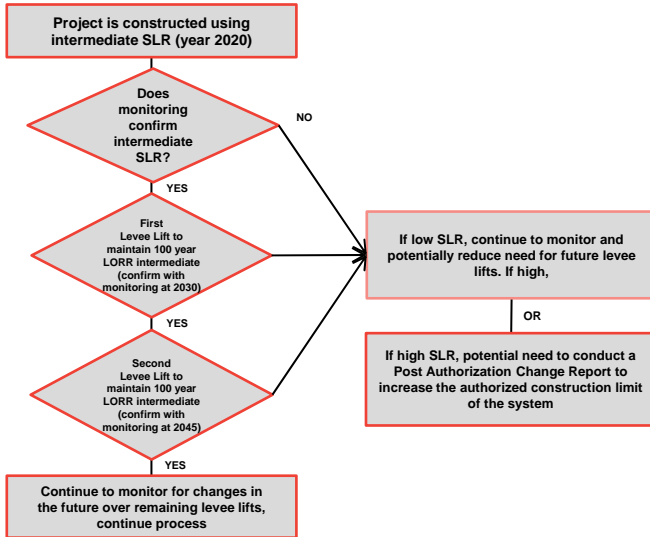 Project is constructed using
intermediate SLR (year 2020)
Does
monitoring
confirm
intermediate
SLR?
NO
YES
First
Levee Lift to
maintain 100 year
LORR intermediate
(confirm with
monitoring at 2030)
If low SLR, continue to monitor and
potentially reduce need for future levee
lifts. If high,
YES
OR
Second
Levee Lift to
maintain 100 year
LORR intermediate
(confirm with
monitoring at 2045)
If high SLR, potential need to conduct a
Post Authorization Change Report to
increase the authorized construction limit
of the system
YES
Continue to monitor for changes in
the future over remaining levee lifts,
continue process